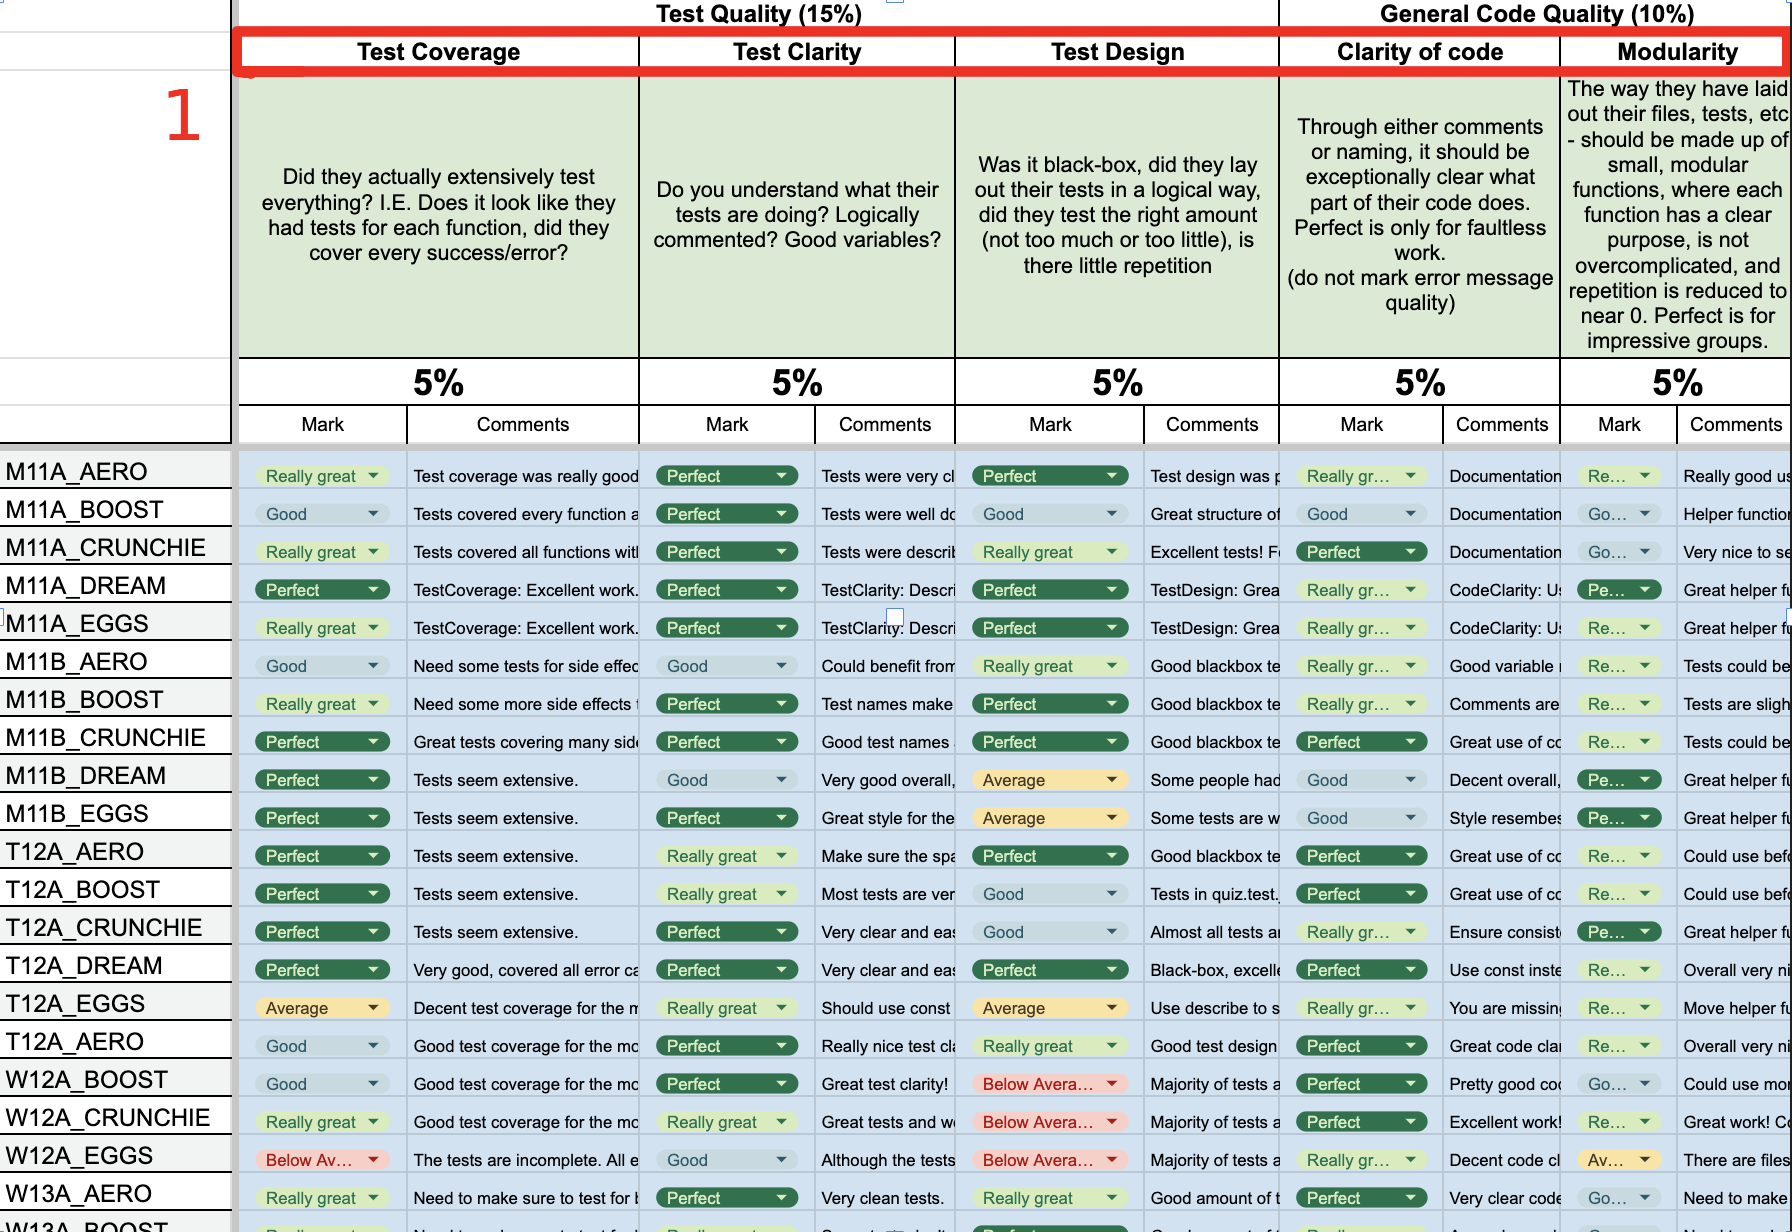 Test Quality (15%) General Code Quality (10%)
Test Coverage Test Clarity Test Design Clarity of code Modularity
1
Did they actually extensively test
everything? I.E. Does it look like they
had tests for each function, did they
cover every success/error?
Do you understand what their
tests are doing? Logically
commented? Good variables?
Was it black-box, did they lay
out their tests in a logical way,
did they test the right amount
(not too much or too little), is
there little repetition
Through either comments
or naming, it should be
exceptionally clear what
part of their code does.
Perfect is only for faultless
work.
(do not mark error message
quality)
The way they have laid
out their files, tests, etc
- should be made up of
small, modular
functions, where each
function has a clear
purpose, is not
overcomplicated, and
repetition is reduced to
near 0. Perfect is for
impressive groups.
5% 5% 5% 5% 5%
Mark Comments Mark Comments Mark Comments Mark Comments Mark Comments
M11A_AERO Really great Test coverage was really good Perfect Tests were very cl Perfect Test design was p Really gr... Documentation Re... Really good us
M11A_BOOST Good Tests covered every function a Perfect Tests were well do Good Great structure of Good Documentation Go... Helper function
M11A_CRUNCHIE Really great Tests covered all functions with Perfect Tests were describ Really great Excellent tests! Fo Perfect Documentation Go... Very nice to se
M11A_DREAM Perfect TestCoverage: Excellent work. Perfect TestClarity: Descri Perfect TestDesign: Grea Really gr... CodeClarity: Us Pe... Great helper fu
M11A_EGGS Really great TestCoverage: Excellent work. Perfect TestClarity: Descri Perfect TestDesign: Grea Really gr... CodeClarity: Us Re... Great helper fu
M11B_AERO Good Need some tests for side effec Good Could benefit from Really great Good blackbox te Really gr... Good variable Re... Tests could be
M11B_BOOST Really great Need some more side effects Perfect Test names make Perfect Good blackbox te Really gr... Comments are Re... Tests are sligh
M11B_CRUNCHIE Perfect Great tests covering many side Perfect Good test names Perfect Good blackbox te Perfect Great use of co Re... Tests could be
M11B_DREAM Perfect Tests seem extensive. Good Very good overall, Average Some people had Good Decent overall, Pe... Great helper fu
M11B_EGGS Perfect Tests seem extensive. Perfect Great style for the Average Some tests are w Good Style resembes Pe... Great helper fu
T12A_AERO Perfect Tests seem extensive. Really great Make sure the spa Perfect Good blackbox te Perfect Great use of co Re... Could use befo
T12A_BOOST Perfect Tests seem extensive. Really great Most tests are ver Good Tests in quiz.test. Perfect Great use of co Re... Could use befo
T12A_CRUNCHIE Perfect Tests seem extensive. Perfect Very clear and eas Good Almost all tests ar Really gr... Ensure consist Pe... Great helper fu
T12A_DREAM Perfect Very good, covered all error ca Perfect Very clear and eas Perfect Black-box, excelle Perfect Use const inste Re... Overall very ni
T12A_EGGS Average Decent test coverage for the m Really great Should use const Average Use describe to s Really gr... You are missing Re... Move helper fu
T12A_AERO Good Good test coverage for the mo Perfect Really nice test cla Really great Good test design Perfect Great code clar Re... Overall very ni
W12A_BOOST Good Good test coverage for the mo Perfect Great test clarity! Below Avera... Majority of tests a Perfect Pretty good coo Go... Could use mor
W12A_CRUNCHIE Really great Good test coverage for the mo Really great Great tests and we Below Avera... Majority of tests a Perfect Excellent work! Re... Great work! Co
W12A_EGGS Below Av... The tests are incomplete. All e Good Although the tests Below Avera... Majority of tests a Really gr... Decent code cl Av... There are files
W13A_AERO Really great Need to make sure to test for Perfect Very clean tests. Really great Good amount of t Perfect Very clear code Go... Need to make
W13A_BOOST